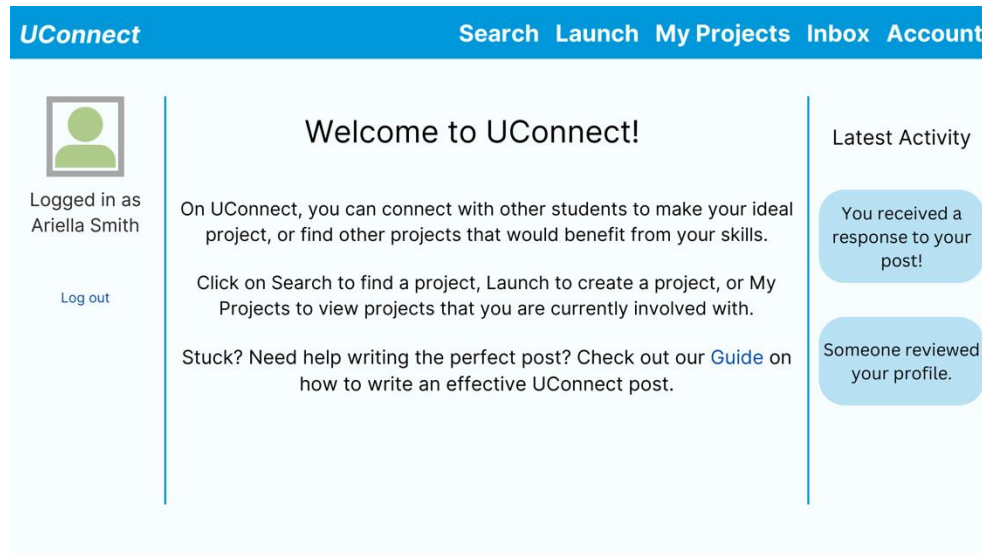 UConnect
Search Launch My Projects Inbox Account
Logged in as
Ariella Smith
Log out
Welcome to UConnect!
On UConnect, you can connect with other students to make your ideal
project, or find other projects that would benefit from your skills.
Click on Search to find a project, Launch to create a project, or My
Projects to view projects that you are currently involved with.
Stuck? Need help writing the perfect post? Check out our Guide on
how to write an effective UConnect post.
Latest Activity
You received a
response to your
post!
Someone reviewed
your profile.